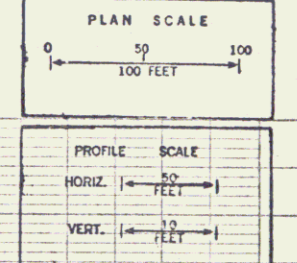 PLAN SCALE
0 50 100
100 FEET
PROFILE SCALE
HORIZ. 50 FEET
VERT. 10 FEET